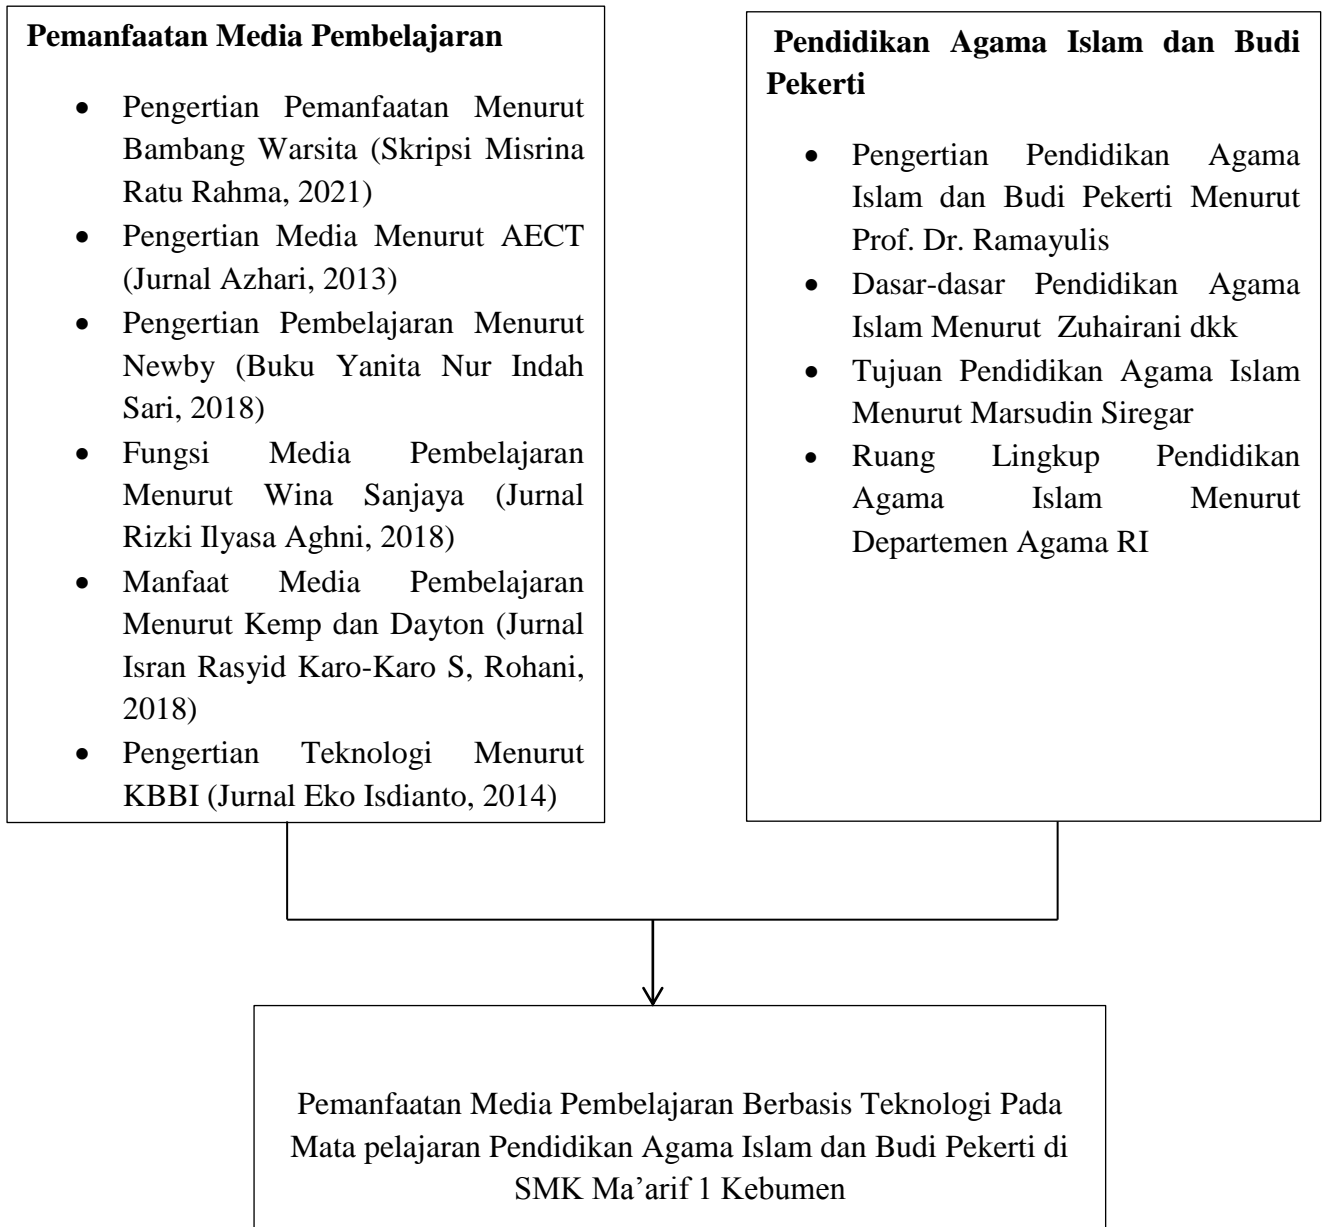 Pemanfaatan Media Pembelajaran
• Pengertian Pemanfaatan Menurut
Bambang Warsita (Skripsi Misrina
Ratu Rahma, 2021)
• Pengertian Media Menurut AECT
(Jurnal Azhari, 2013)
• Pengertian Pembelajaran Menurut
Newby (Buku Yanita Nur Indah
Sari, 2018)
• Fungsi Media Pembelajaran
Menurut Wina Sanjaya (Jurnal
Rizki Ilyasa Aghni, 2018)
• Manfaat Media Pembelajaran
Menurut Kemp dan Dayton (Jurnal
Isran Rasyid Karo-Karo S, Rohani,
2018)
• Pengertian Teknologi Menurut
KBBI (Jurnal Eko Isdianto, 2014)
Pendidikan Agama Islam dan Budi
Pekerti
• Pengertian Pendidikan Agama
Islam dan Budi Pekerti Menurut
Prof. Dr. Ramayulis
• Dasar-dasar Pendidikan Agama
Islam Menurut Zuhairani dkk
• Tujuan Pendidikan Agama Islam
Menurut Marsudin Siregar
• Ruang Lingkup Pendidikan
Agama Islam Menurut
Departemen Agama RI
Pemanfaatan Media Pembelajaran Berbasis Teknologi Pada
Mata pelajaran Pendidikan Agama Islam dan Budi Pekerti di
SMK Ma’arif 1 Kebumen